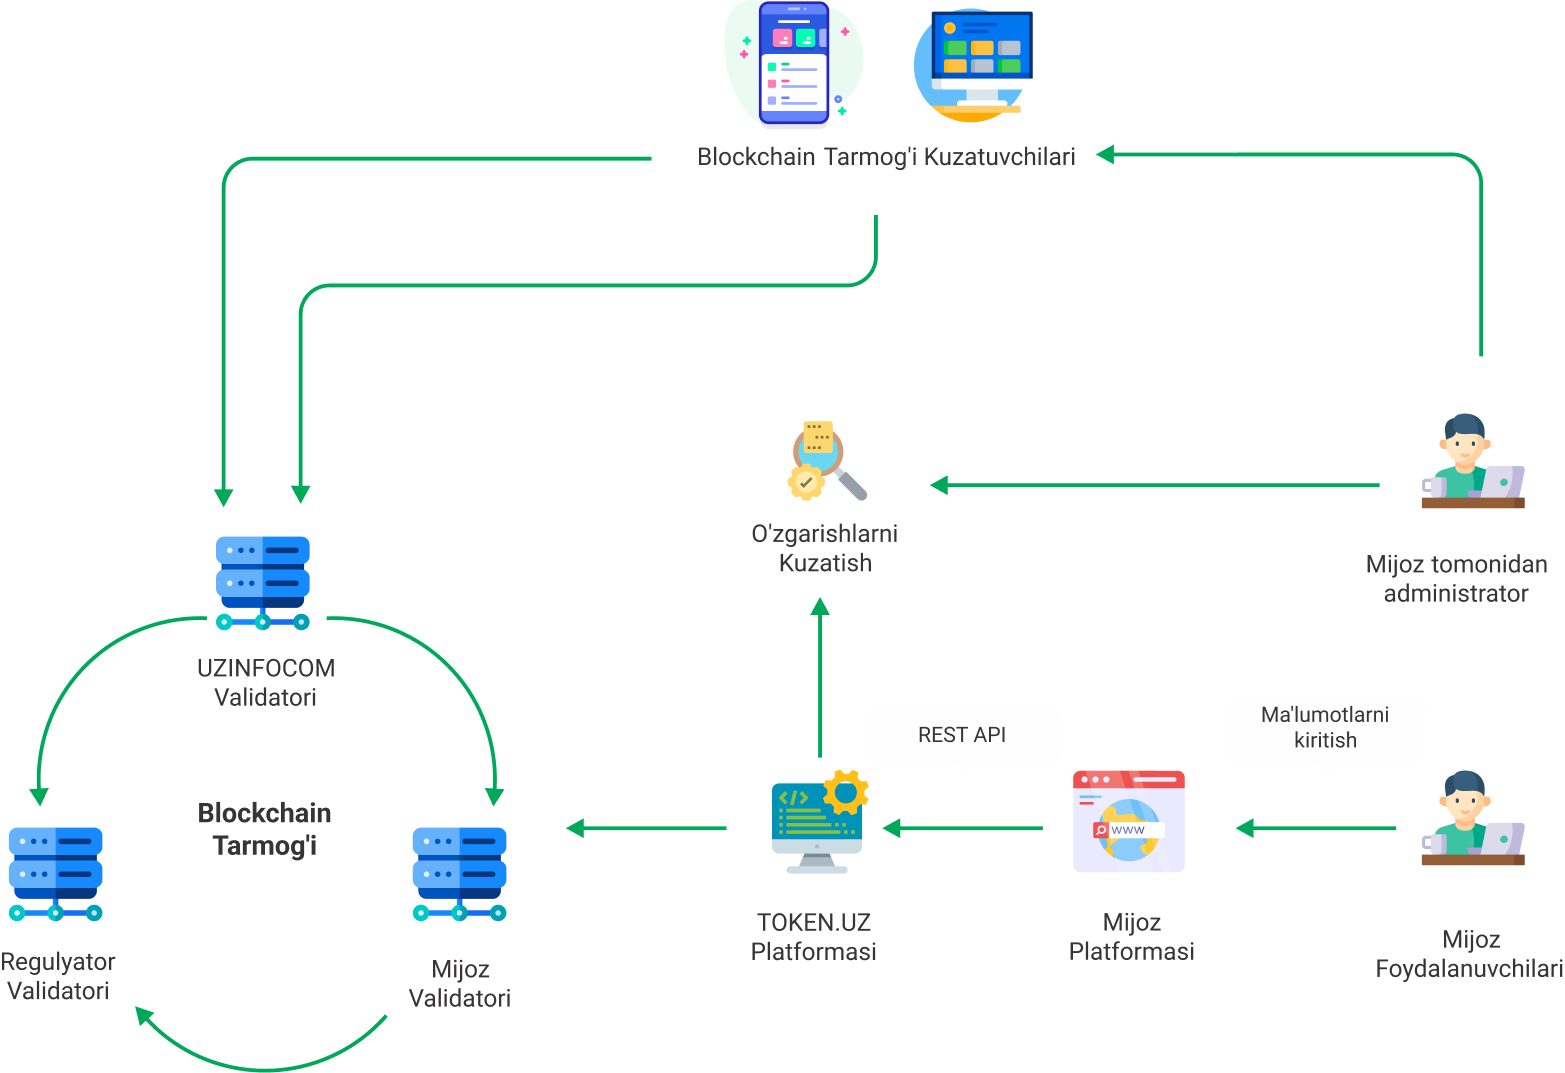 Blockchain Tarmog'i Kuzatuvchilari
O'zgarishlarni
Kuzatish
Mijoz tomonidan
administrator
UZINFOCOM
Validatori
Ma'lumotlarni
kiritish
REST API
Blockchain
Tarmog'i
WWW
TOKEN.UZ
Platformasi
Mijoz
Platformasi
Mijoz
Foydalanuvchilari
Regulyator
Validatori
Mijoz
Validatori